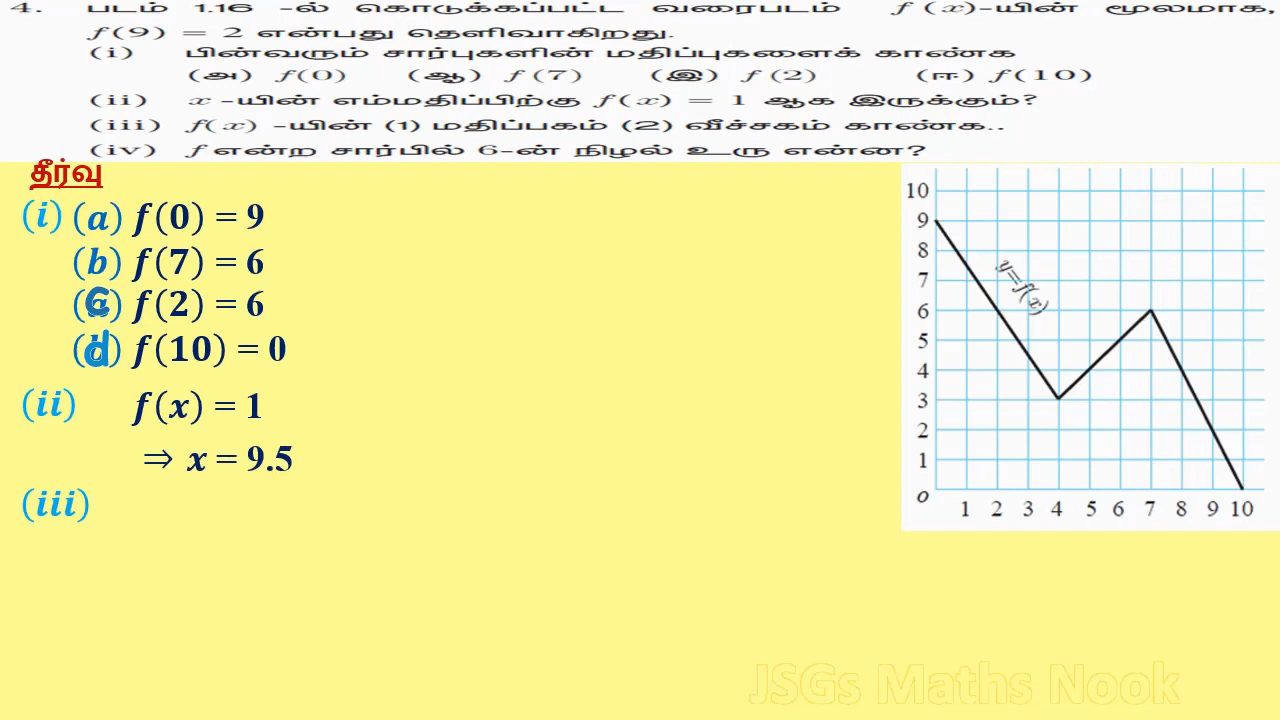 4. படம் 1.16 -ல் கொடுக்கப்பட்ட வரைபடம் f (x)-யின் மூலமாக,
f(9) = 2 என்பது தெளிவாகிறது.
(i) பின்வரும் சார்புகளின் மதிப்புகளைக் காண்க
(அ) f(0) (ஆ) f(7) (இ) f(2) (ஈ) f(10)
(ii) x -யின் எம்மதிப்பிற்கு f(x) = 1 ஆக இருக்கும்?
(iii) f(x) -யின் (1) மதிப்பகம் (2) வீச்சகம் காண்க..
(iv) f என்ற சார்பில் 6-ன் நிழல் உரு என்ன?
தீர்வு
(i) (a) f(0) = 9
(b) f(7) = 6
(c) f(2) = 6
(d) f(10) = 0
(ii) f(x) = 1
⇒ x = 9.5
(iii)
10
9
8
7
6
5
4
3
2
1
o
1 2 3 4 5 6 7 8 9 10
y=f(x)
JSGs Maths Nook